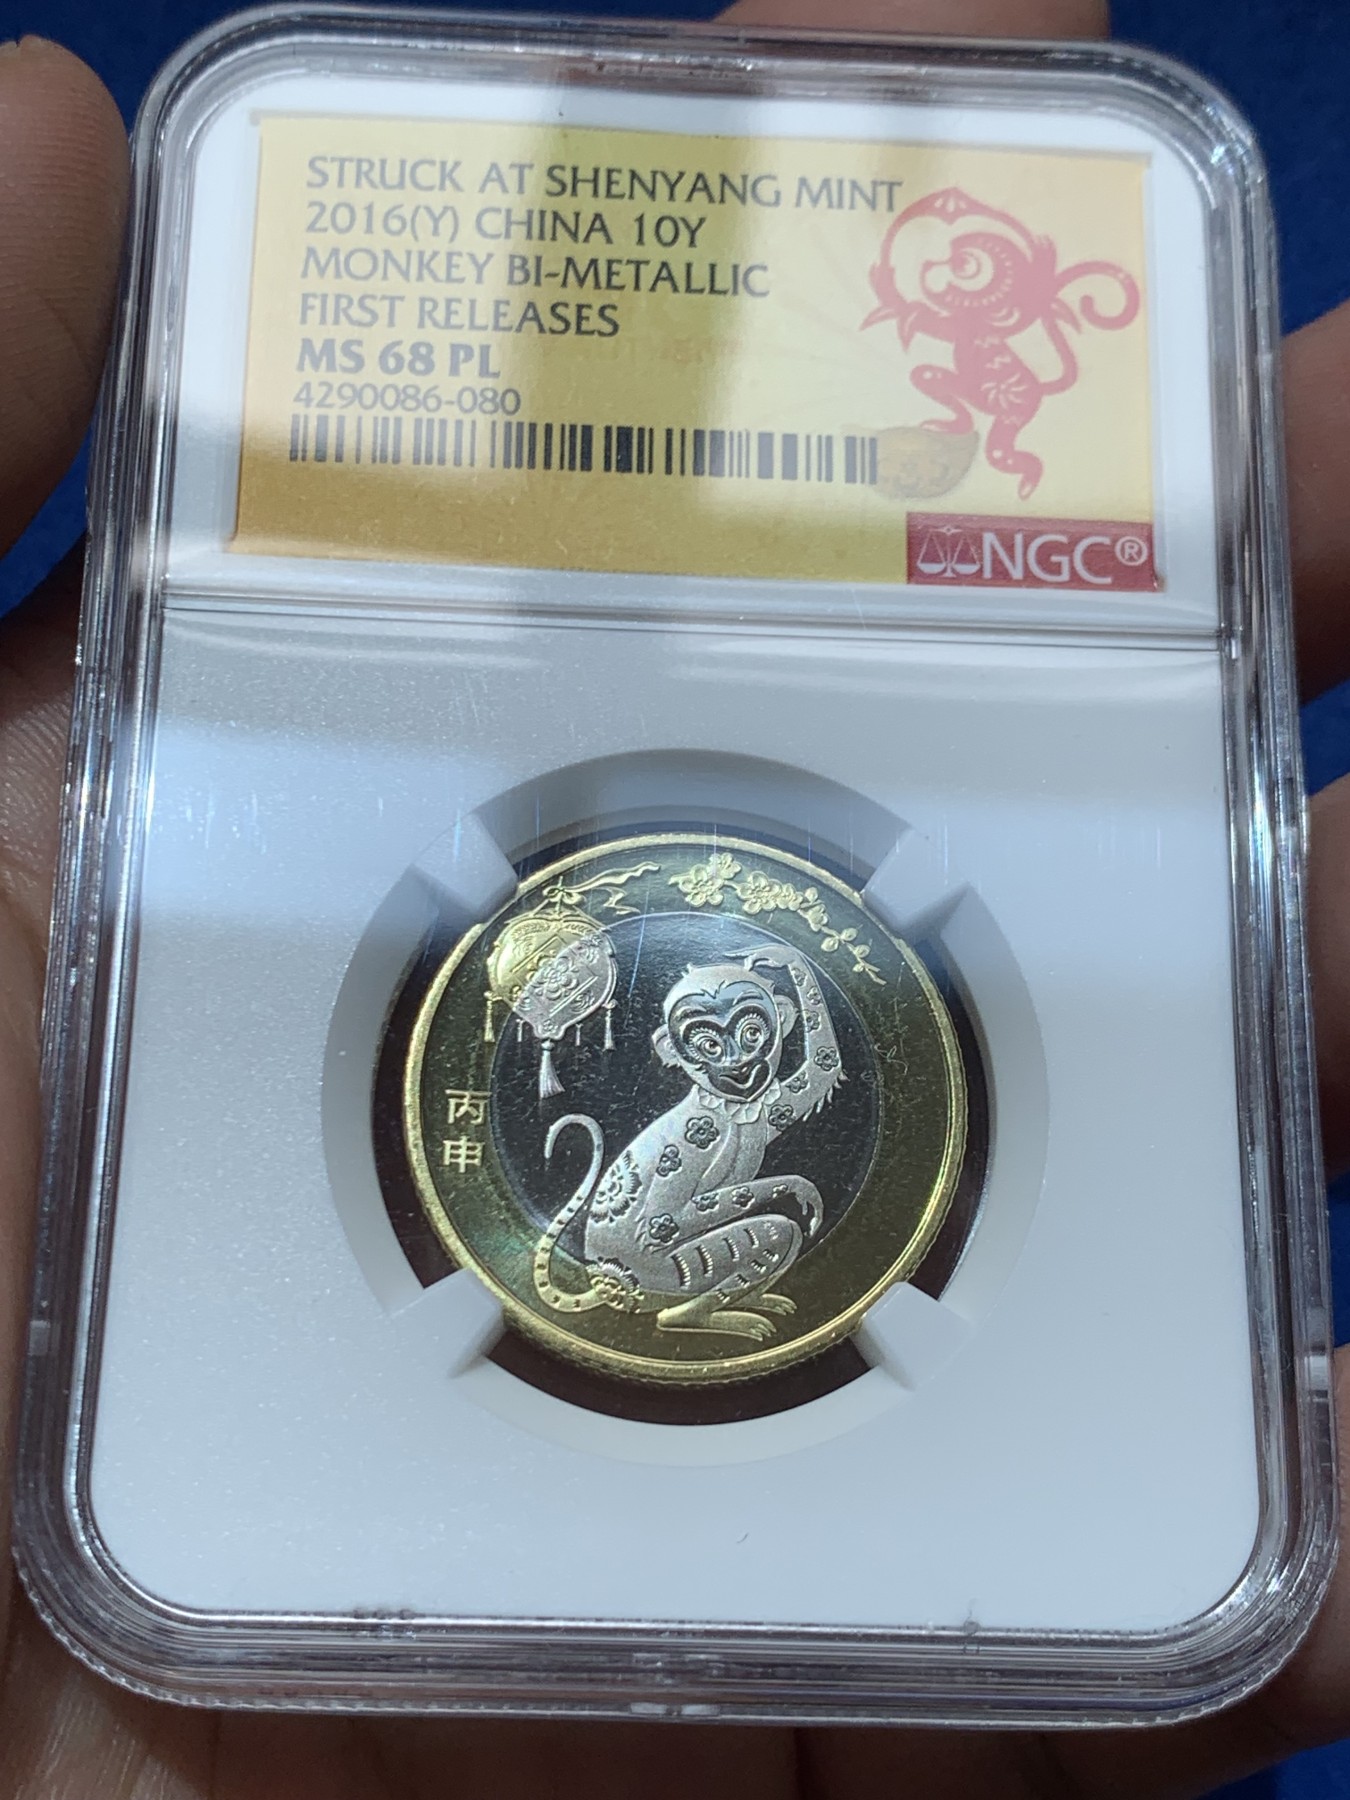 STRUCK AT SHENYANG MINT
2016(Y) CHINA 10Y
MONKEY BI-METALLIC
FIRST RELEASES
MS 68 PL
4290086-080
NGC®
丙
申